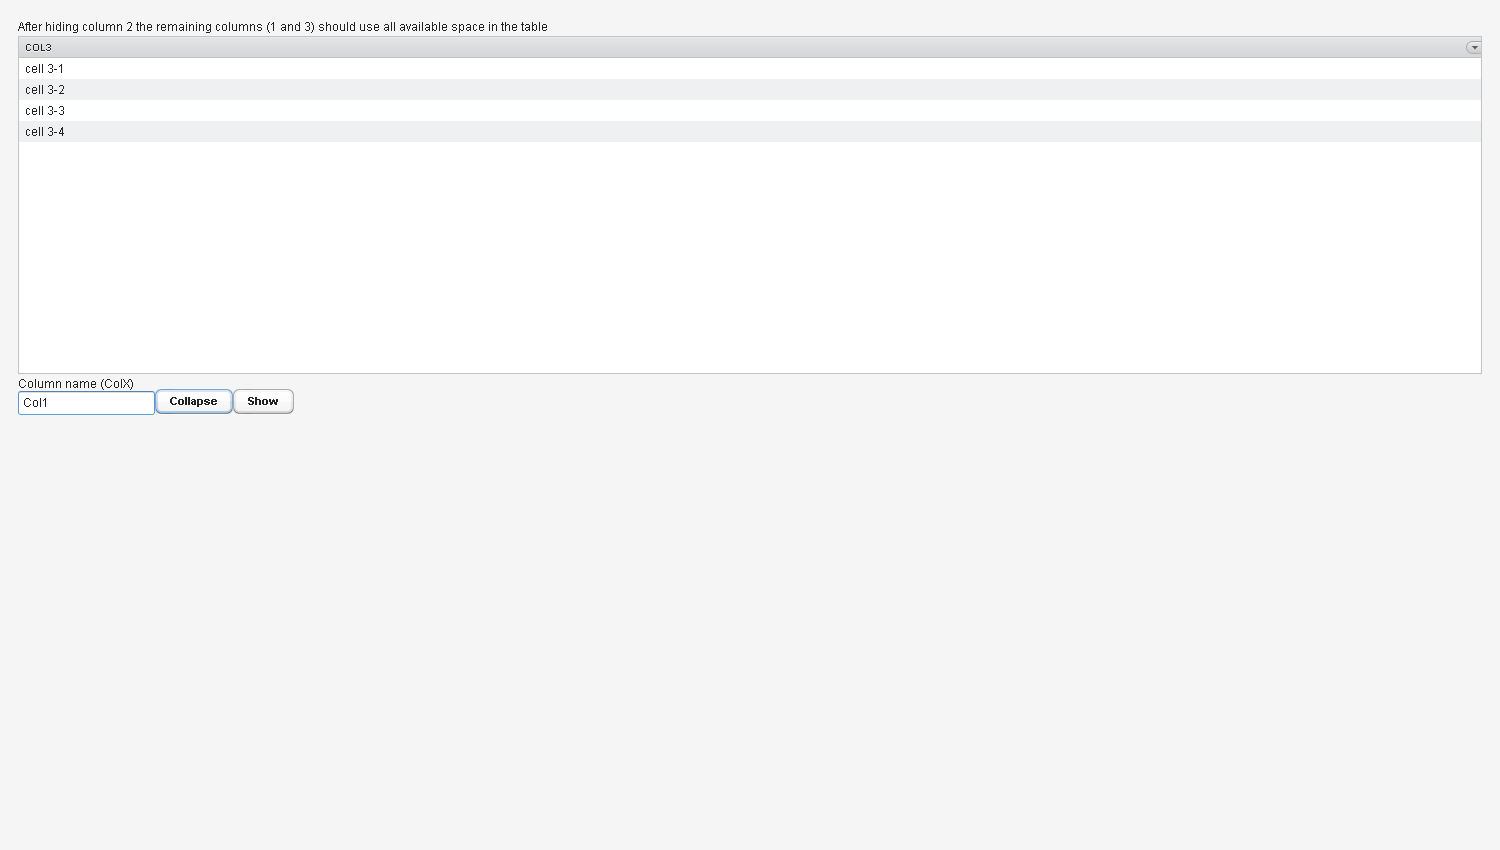 After hiding column 2 the remaining columns (1 and 3) should use all available space in the table
COL3
cell 3-1
cell 3-2
cell 3-3
cell 3-4
Column name (ColX)
Col1 Collapse Show